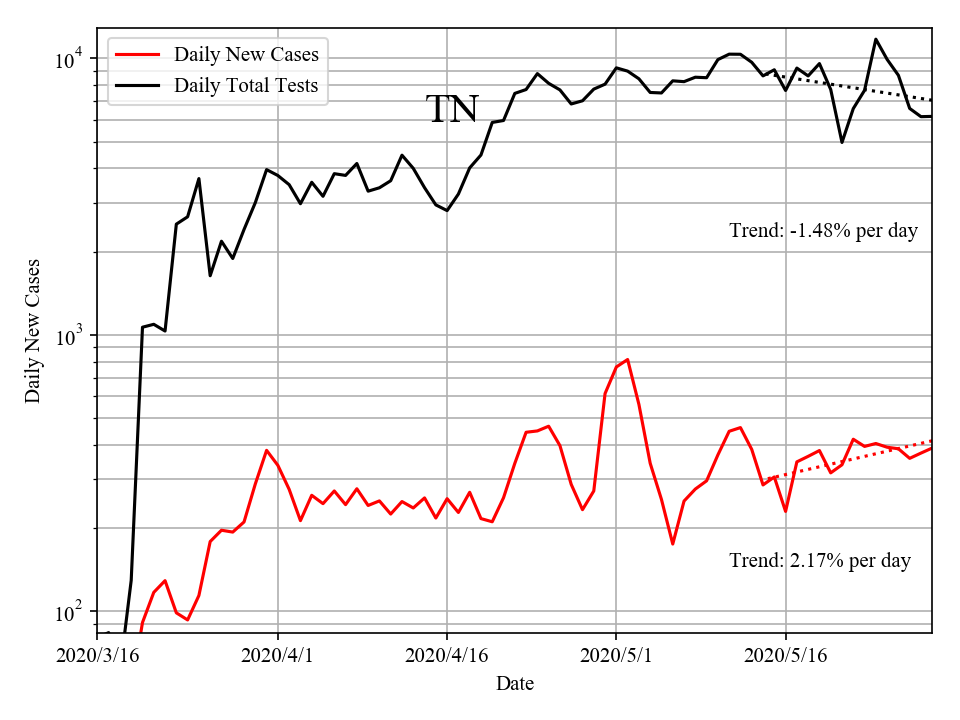 Daily New Cases
Daily Total Tests
TN
10^4
10^3
10^2
Daily New Cases
Trend: -1.48% per day
Trend: 2.17% per day
2020/3/16
2020/4/1
2020/4/16
2020/5/1
2020/5/16
Date